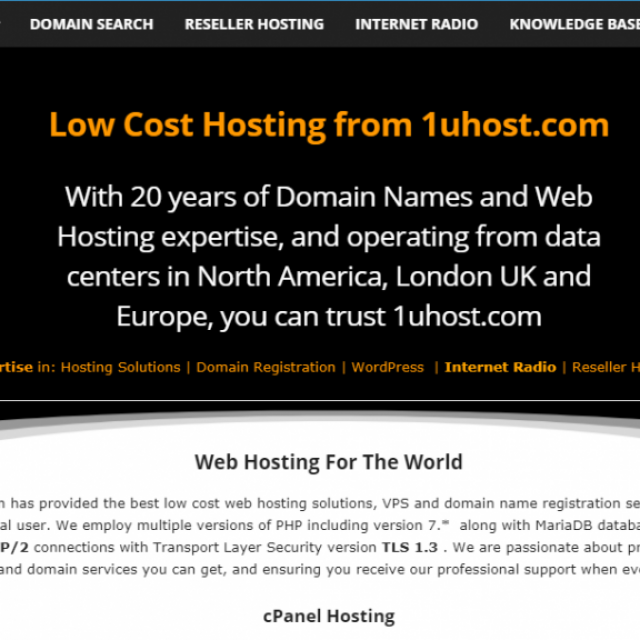 DOMAIN SEARCH RESELLER HOSTING INTERNET RADIO KNOWLEDGE BASE
Low Cost Hosting from 1uhost.com
With 20 years of Domain Names and Web
Hosting expertise, and operating from data
centers in North America, London UK and
Europe, you can trust 1uhost.com
rtise in: Hosting Solutions | Domain Registration | WordPress | Internet Radio | Reseller H
Web Hosting For The World
has provided the best low cost web hosting solutions, VPS and domain name registration se
al user. We employ multiple versions of PHP including version 7.* along with MariaDB databa
P/2 connections with Transport Layer Security version TLS 1.3 . We are passionate about pr
and domain services you can get, and ensuring you receive our professional support when eve
cPanel Hosting